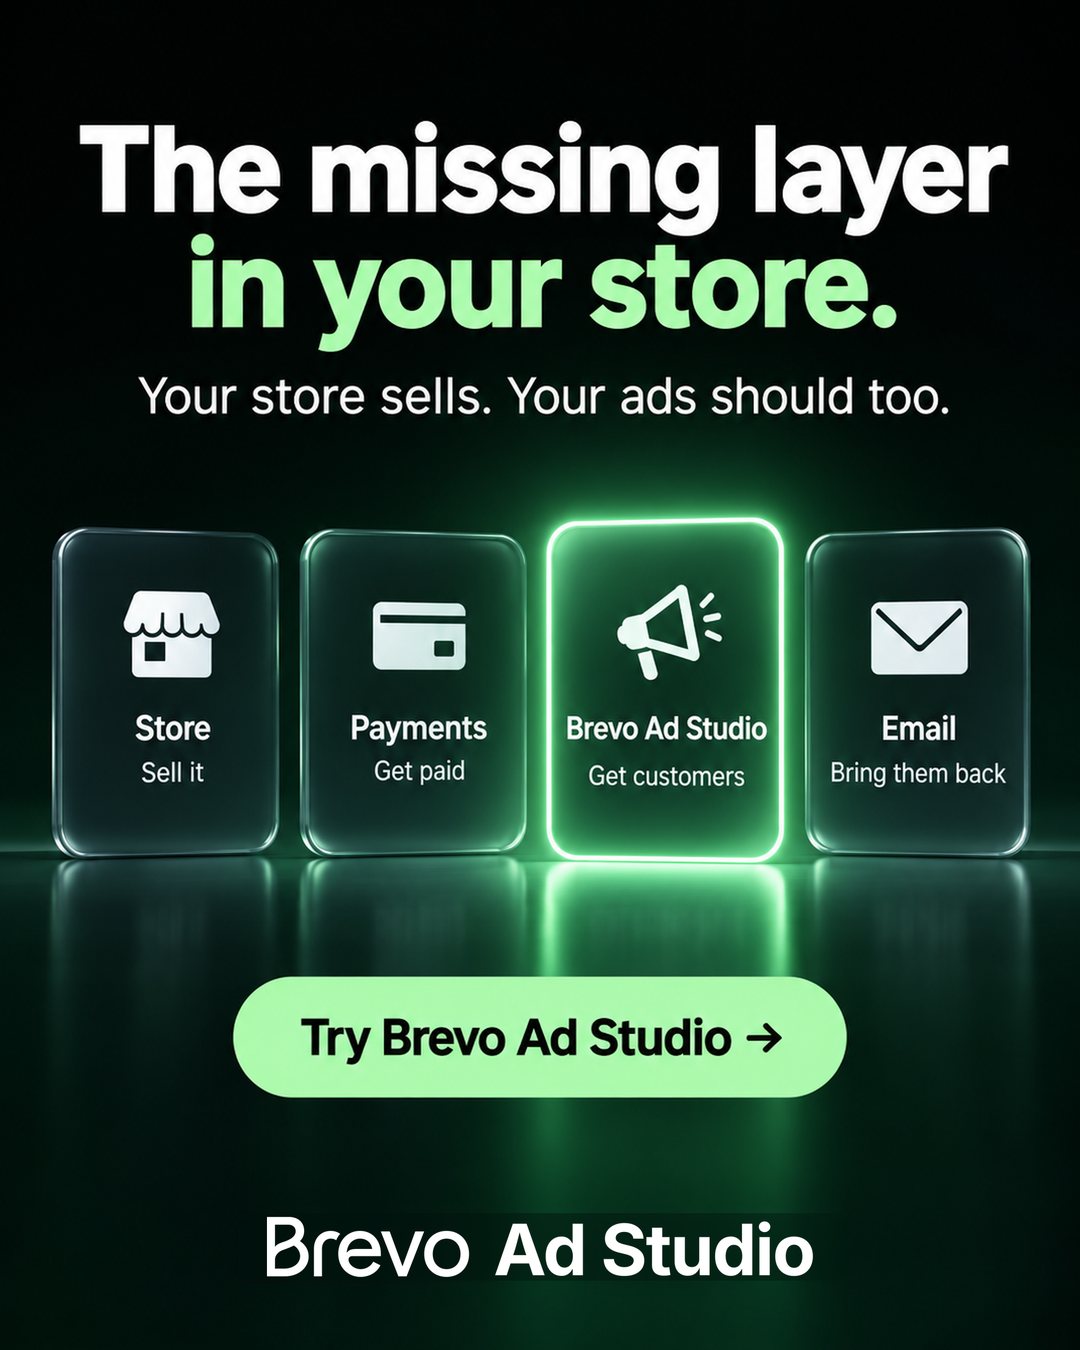 The missing layer
in your store.
Your store sells. Your ads should too.
Store
Sell it
Payments
Get paid
Brevo Ad Studio
Get customers
Email
Bring them back
Try Brevo Ad Studio →
Brevo Ad Studio